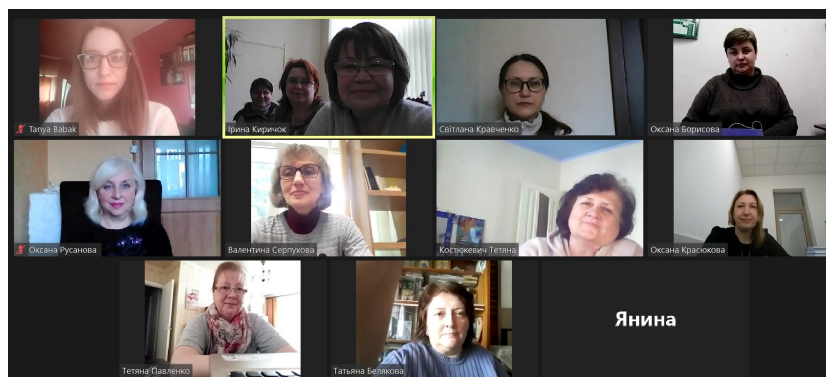 Tanya Babak
Ірина Киричок
Світлана Кравченко
Оксана Борисова
Оксана Русанова
Валентина Серпухова
Костюкевич Тетяна
Оксана Красюкова
Тетяна Павленко
Татьяна Белякова
Янина